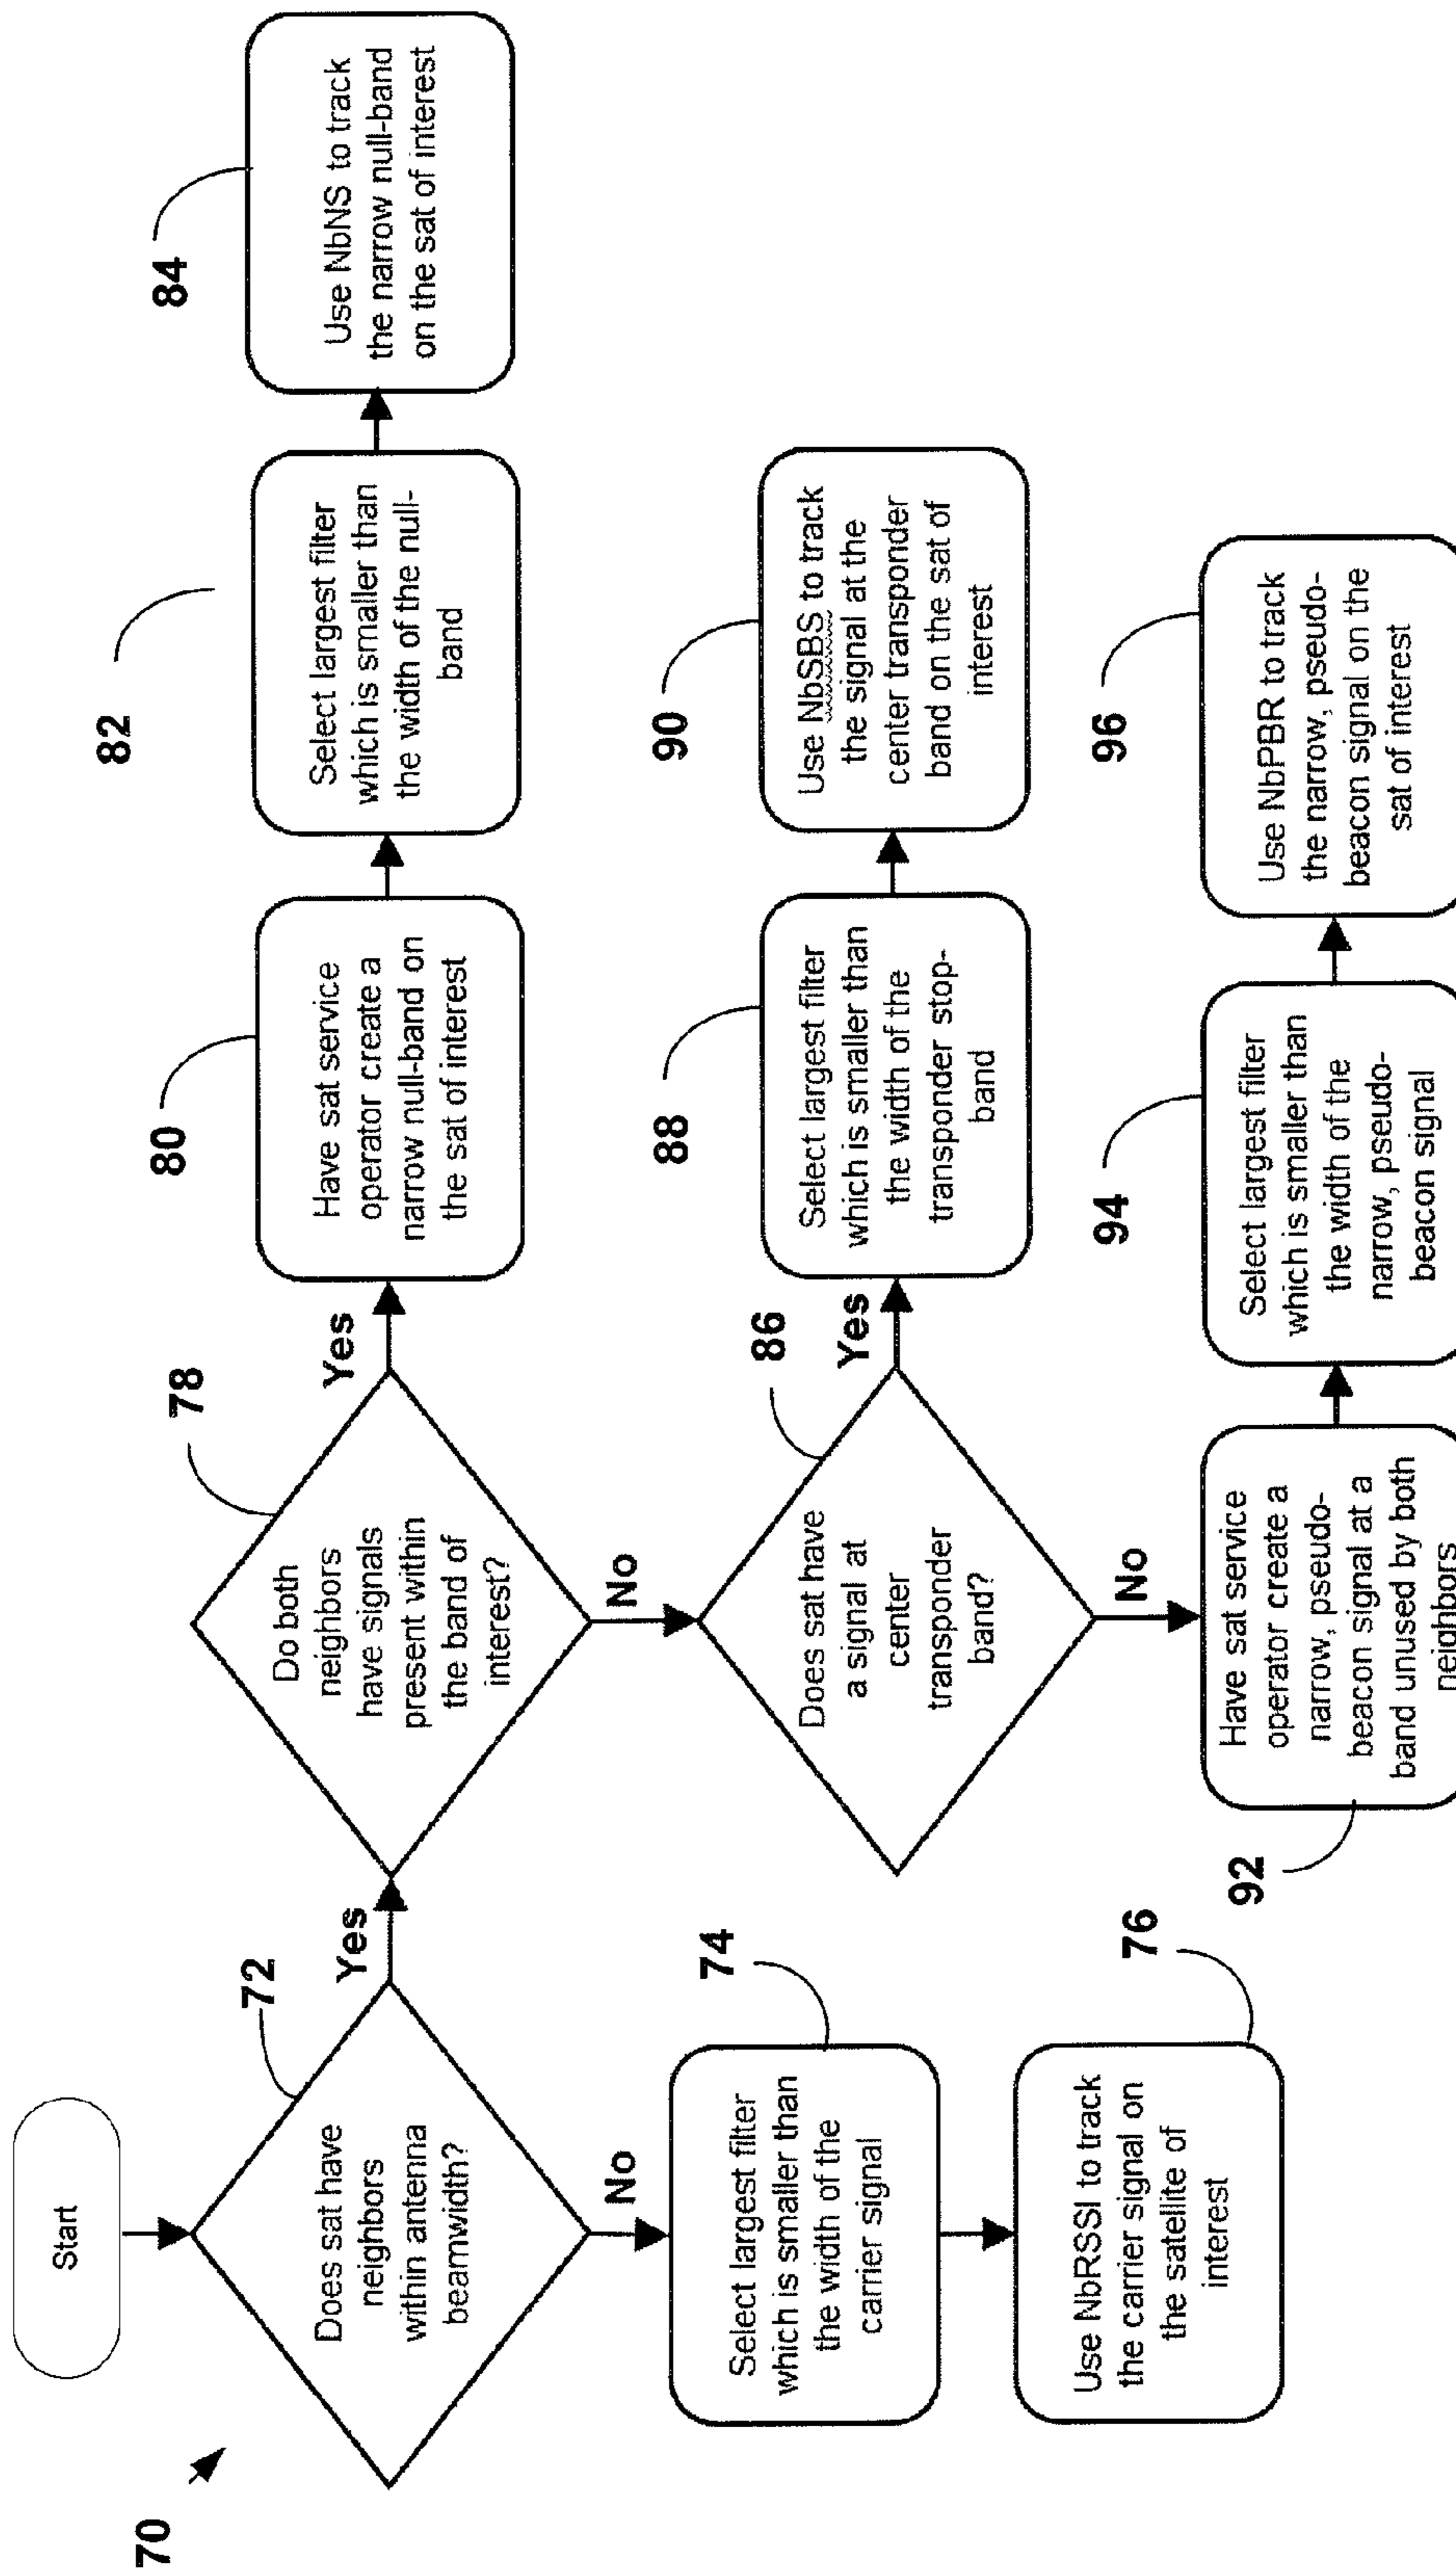 70
Start
72
Does sat have
neighbors
within antenna
beamwidth?
Yes
No
74
Select largest filter
which is smaller than
the width of the
carrier signal
76
Use NbRSSI to track
the carrier signal on
the satellite of
interest
78
Do both
neighbors
have signals
present within
the band of
interest?
Yes
No
80
Have sat service
operator create a
narrow null-band on
the sat of interest
82
Select largest filter
which is smaller than
the width of the null-
band
84
Use NbNS to track
the narrow null-band
on the sat of interest
86
Does sat have
a signal at
center
transponder
band?
Yes
No
88
Select largest filter
which is smaller than
the width of the
transponder stop-
band
90
Use NbSBS to track
the signal at the
center transponder
band on the sat of
interest
92
Have sat service
operator create a
narrow, pseudo-
beacon signal at a
band unused by both
neighbors
94
Select largest filter
which is smaller than
the width of the
narrow, pseudo-
beacon signal
96
Use NbPBR to track
the narrow, pseudo-
beacon signal on the
sat of interest